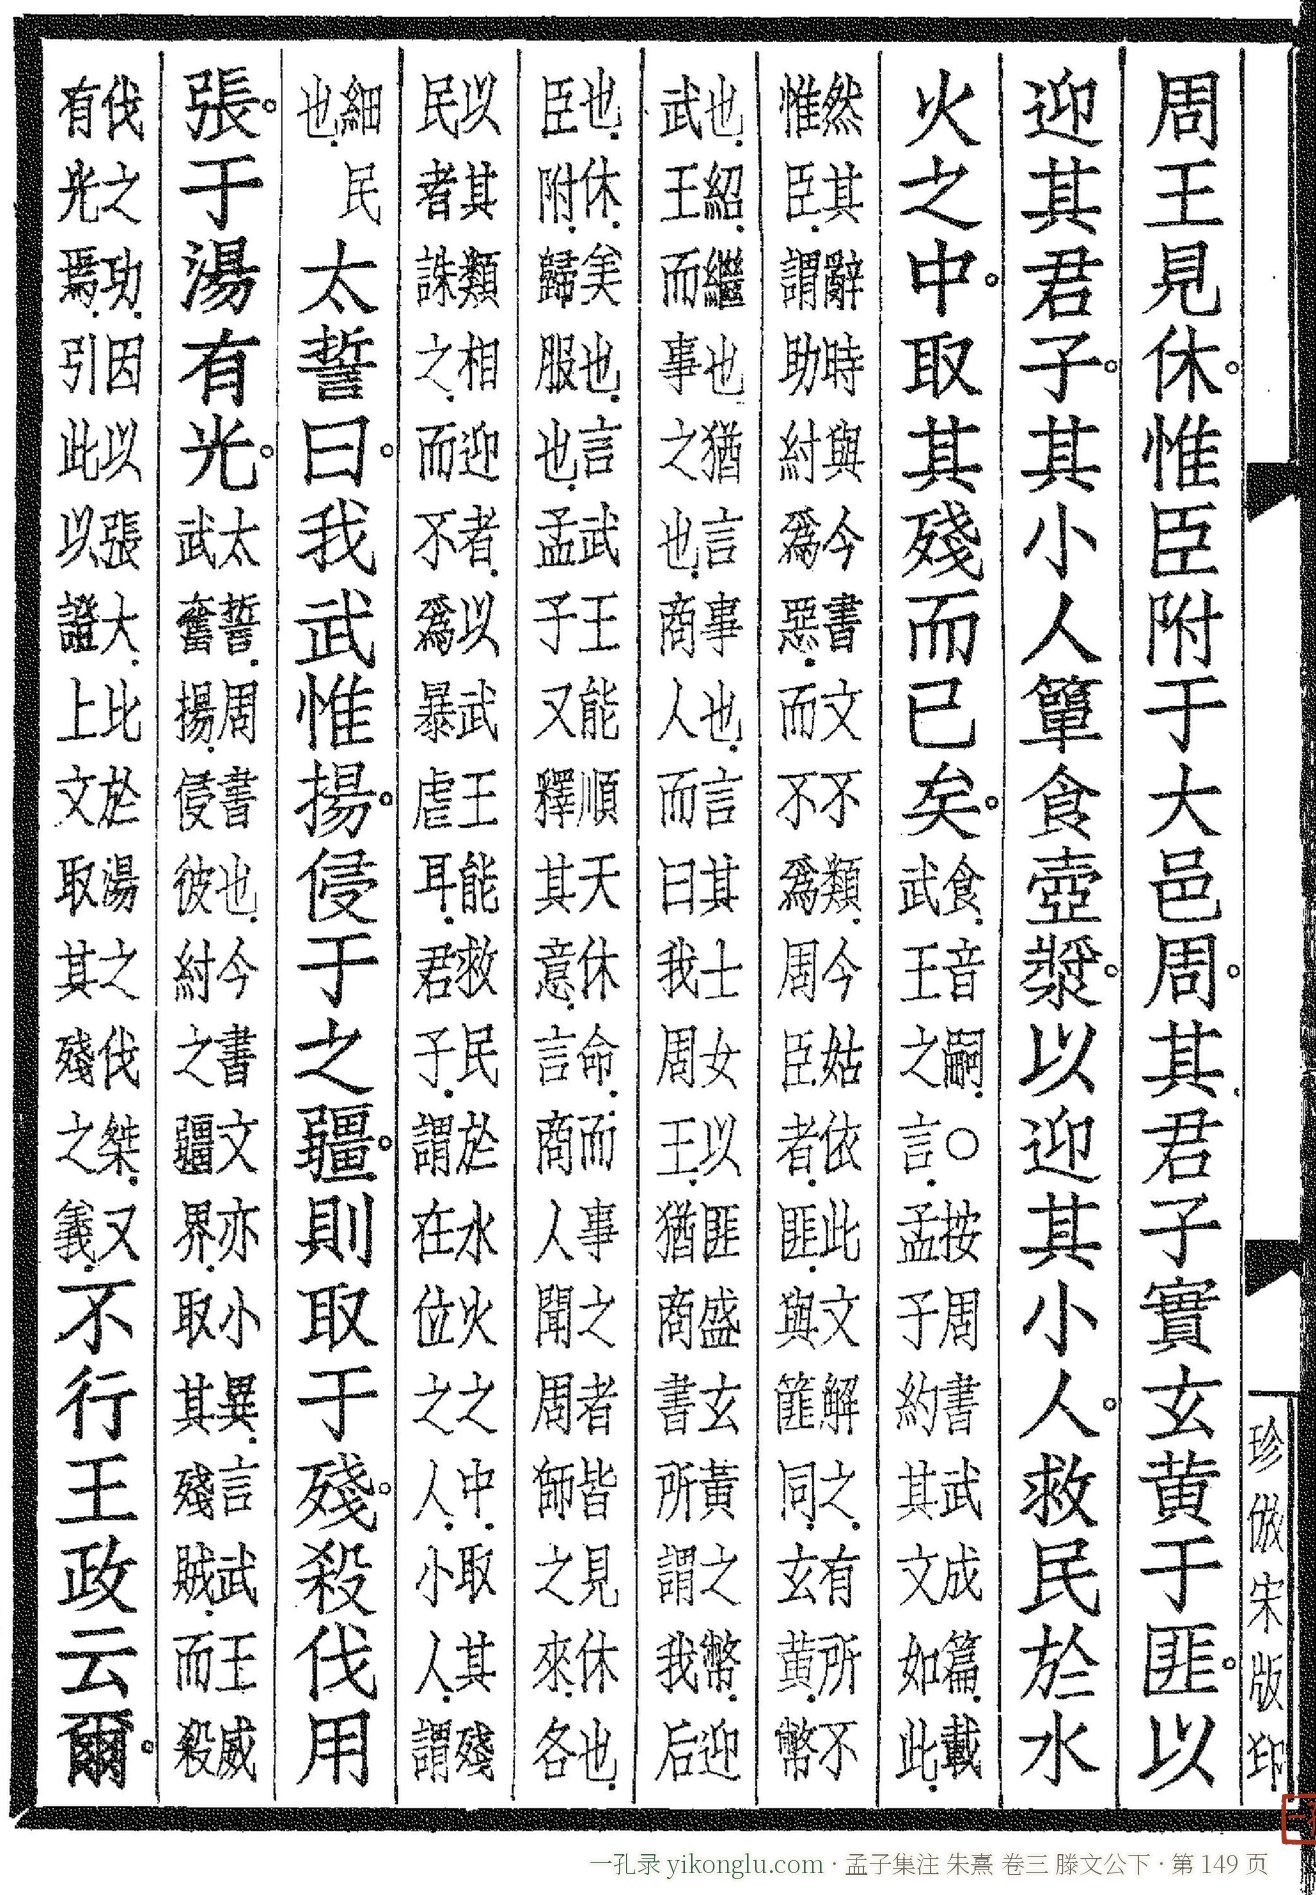 珍倣宋版印
周王見休。惟臣附于大邑周。其君子實玄黄于匪。以
迎其君子。其小人簞食壺漿。以迎其小人。救民於水
火之中。取其殘而已矣。
食。音嗣。○按周書武成篇。載
武王之言。孟子約其文如此。
然其辭時與今書文不類。今姑依此文解之。有所不
惟臣。謂助紂爲惡。而不爲周臣者。匪與篚同。玄黄。幣
也。紹。繼也猶言事也。言其士女以匪盛玄黄之幣。迎
武王而事之也。商人而曰我周王。猶商書所謂我后
也。休。美也。言武王能順天休命。而事之者皆見休也。
臣附。歸服也。孟子又釋其意。言商人聞周師之來。各
以其類相迎者。以武王能救民於水火之中。取其殘
民者誅之。而不爲暴虐耳。君子。謂在位之人。小人。謂
細民
也。
太誓曰。我武惟揚。侵于之疆。則取于殘。殺伐用
張。于湯有光。
太誓。周書也。今書文亦小異。言武王威
武奮揚。侵彼紂之疆界。取其殘賊。而殺
伐之功。因以張大。比於湯之伐桀。又
有光焉。引此以證上文取其殘之義。
不行王政云爾。
一孔录 yikonglu.com · 孟子集注 朱熹 卷三 滕文公下 · 第 149 页